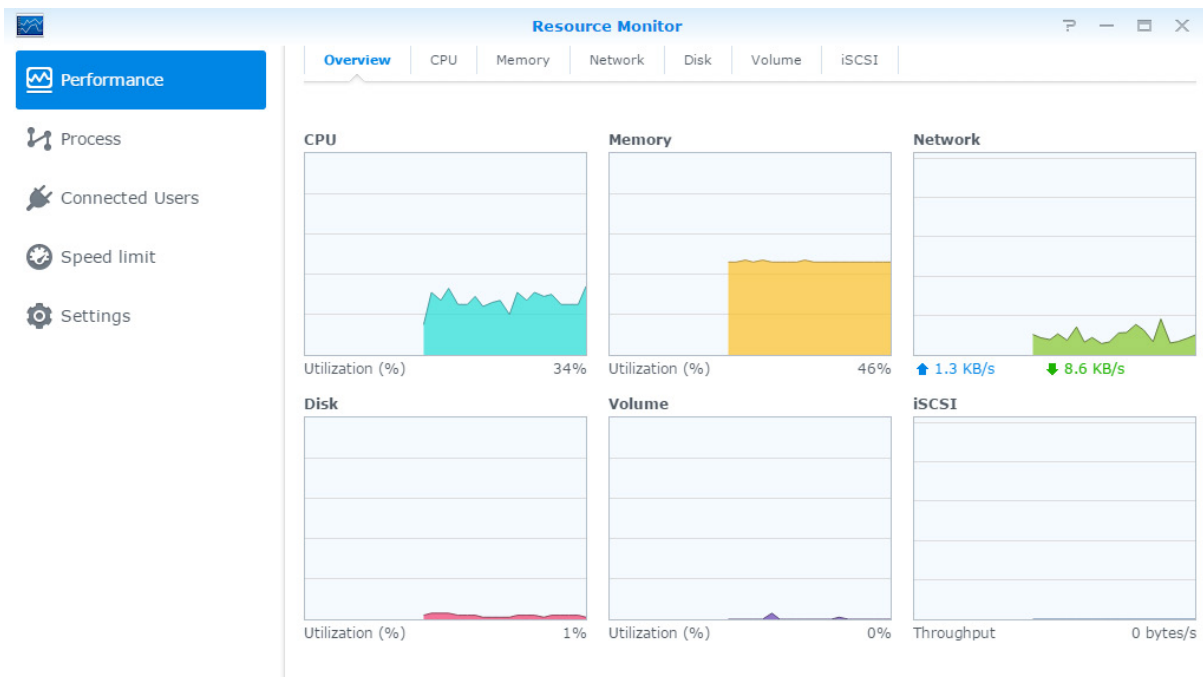 Resource Monitor
Performance
Process
Connected Users
Speed limit
Settings
Overview CPU Memory Network Disk Volume iSCSI
CPU Memory Network
Utilization (%) 34% Utilization (%) 46% 1.3 KB/s 8.6 KB/s
Disk Volume iSCSI
Utilization (%) 1% Utilization (%) 0% Throughput 0 bytes/s